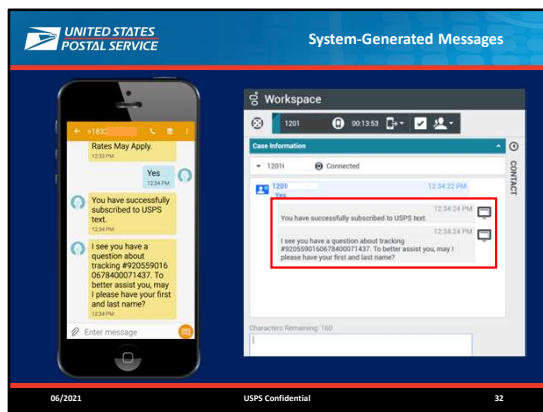 UNITED STATES
POSTAL SERVICE
System-Generated Messages
+1833
Rates May Apply.
12:33 PM
Yes
12:34 PM
You have successfully
subscribed to USPS
text.
12:34 PM
I see you have a
question about
tracking
#920559016
0678400071437. To
better assist you, may
I please have your first
and last name?
12:34 PM
Enter message
Workspace
1201
00:13:53
Case Information
1201
Connected
CONTACT
1201
12:34:22 PM
Yes
12:34:24 PM
You have successfully subscribed to USPS text.
12:34:24 PM
I see you have a question about tracking
#9205590160678400071437. To better assist you, may I
please have your first and last name?
Characters Remaining: 160
06/2021
USPS Confidential
32